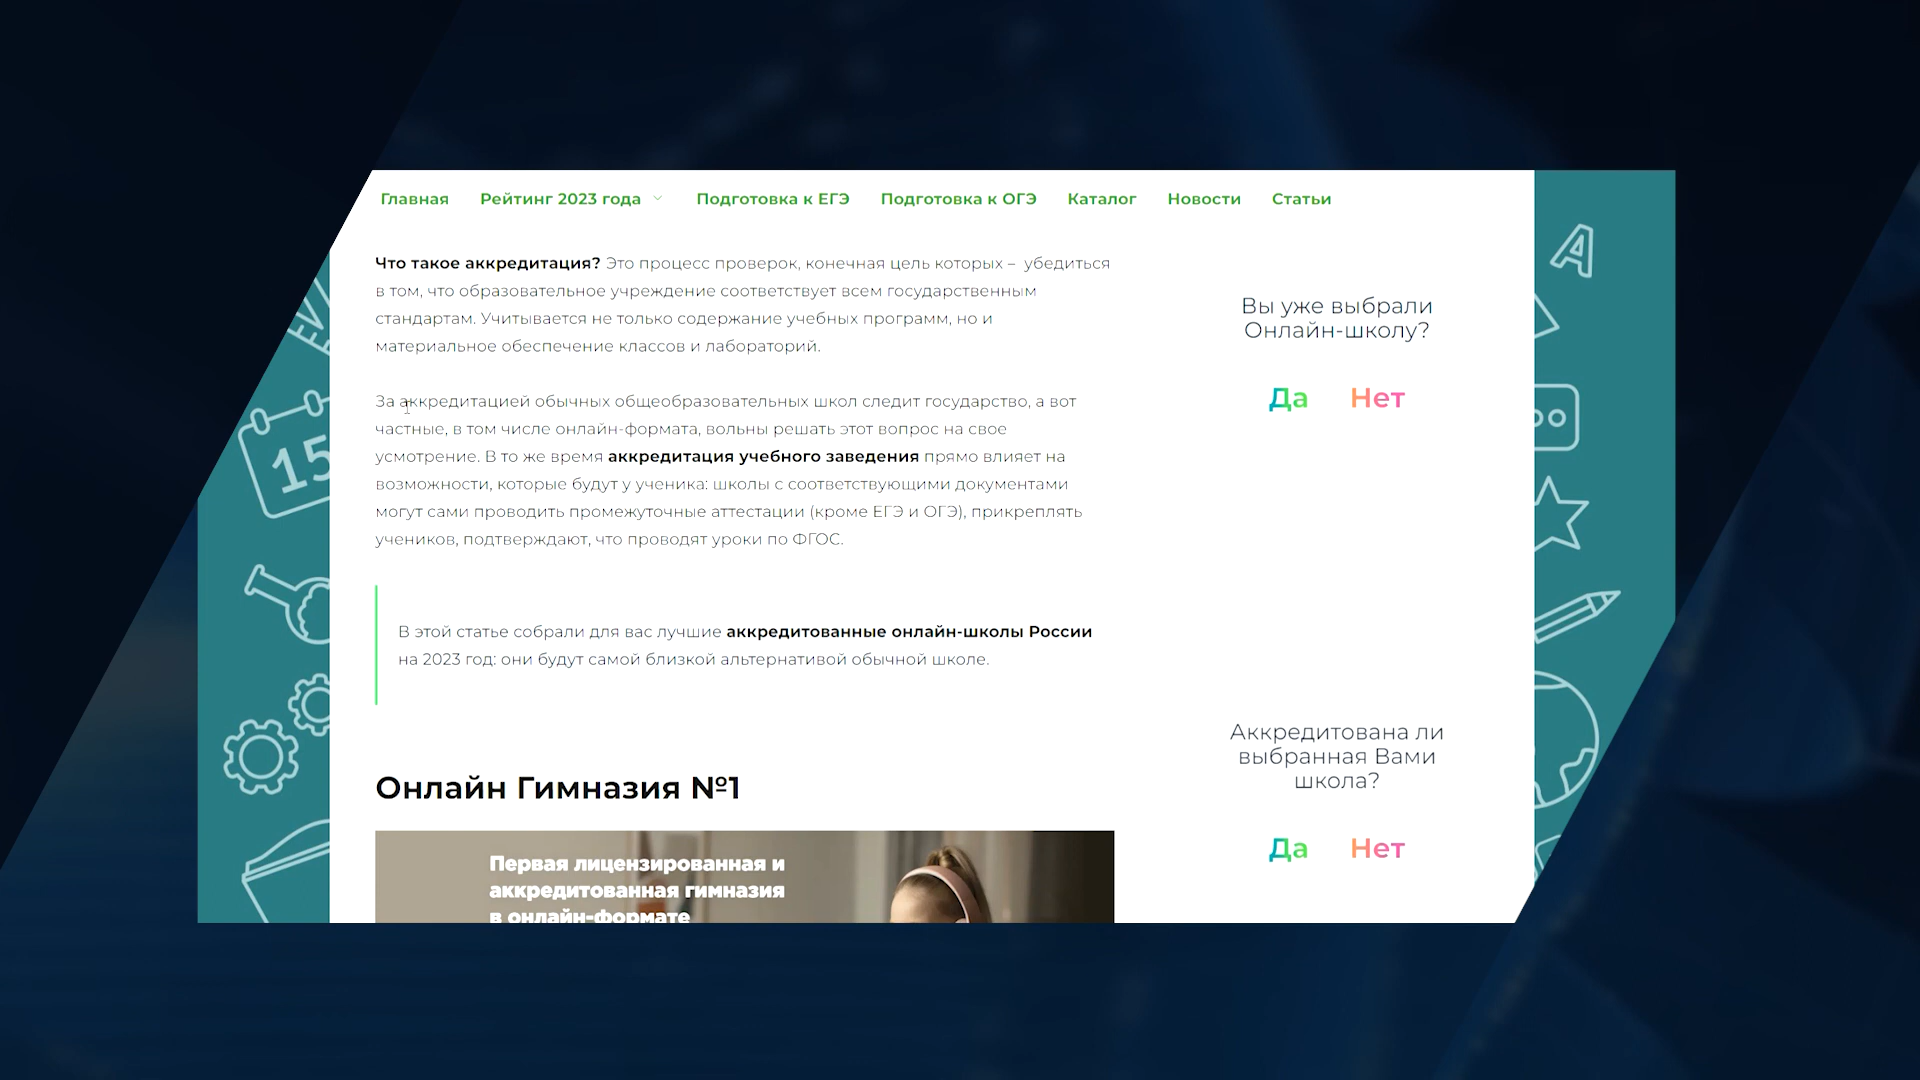 Главная Рейтинг 2023 года Подготовка к ЕГЭ Подготовка к ОГЭ Каталог Новости Статьи
Что такое аккредитация? Это процесс проверок, конечная цель которых – убедиться
в том, что образовательное учреждение соответствует всем государственным
стандартам. Учитывается не только содержание учебных программ, но и
материальное обеспечение классов и лабораторий.
За аккредитацией обычных общеобразовательных школ следит государство, а вот
частные, в том числе онлайн-формата, вольны решать этот вопрос на свое
усмотрение. В то же время аккредитация учебного заведения прямо влияет на
возможности, которые будут у ученика: школы с соответствующими документами
могут сами проводить промежуточные аттестации (кроме ЕГЭ и ОГЭ), прикреплять
учеников, подтверждают, что проводят уроки по ФГОС.
В этой статье собрали для вас лучшие аккредитованные онлайн-школы России
на 2023 год: они будут самой близкой альтернативой обычной школе.
Онлайн Гимназия №1
Первая лицензированная и
аккредитованная гимназия
в онлайн-формате
Вы уже выбрали
Онлайн-школу?
Да Нет
Аккредитована ли
выбранная Вами
школа?
Да Нет
15
A